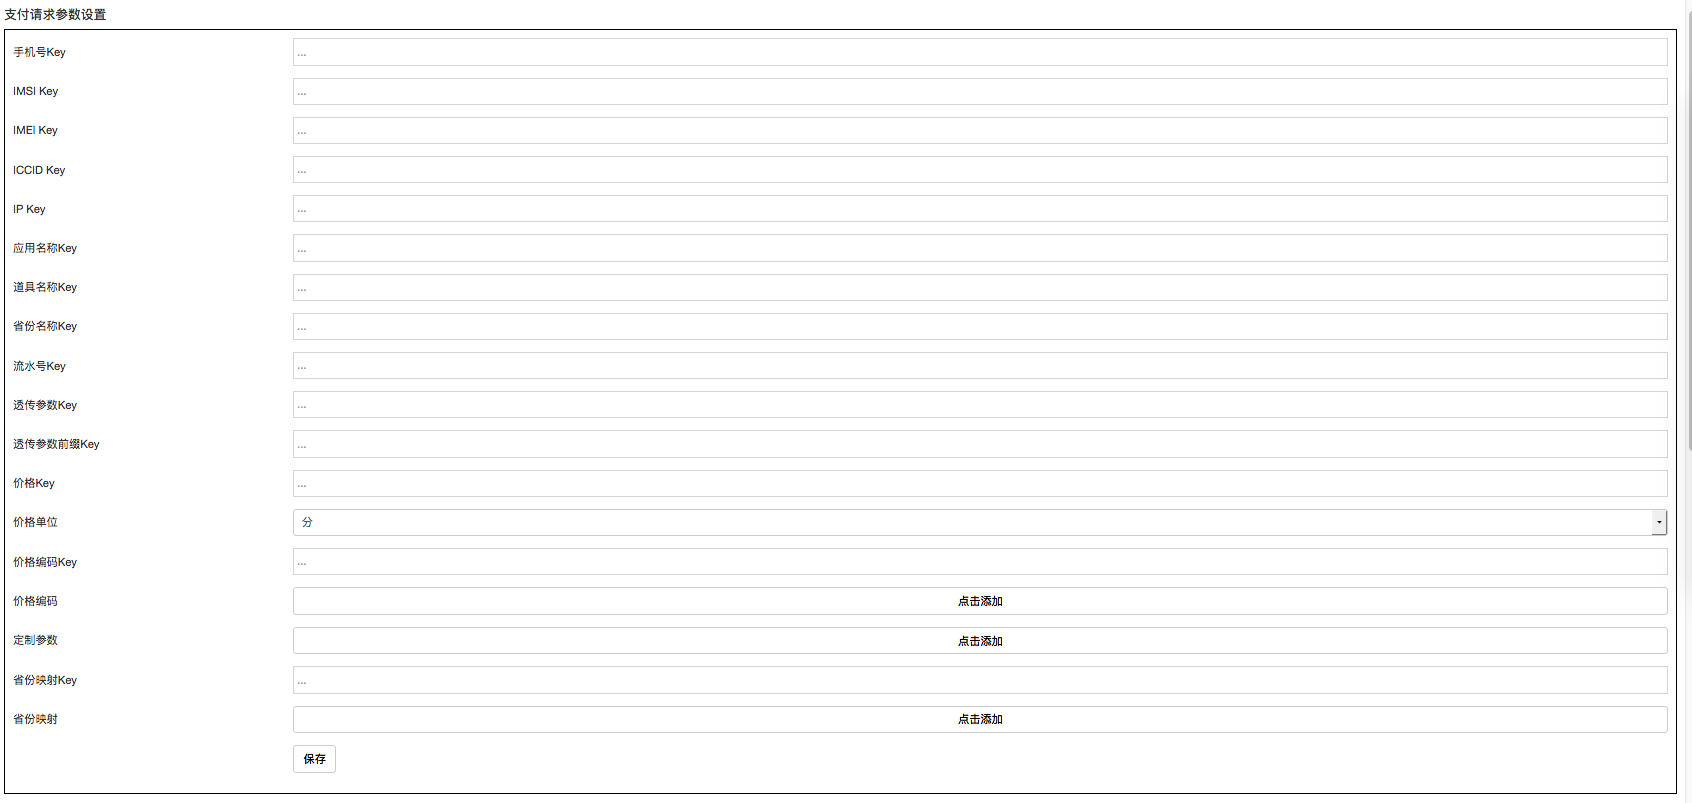 支付请求参数设置
手机号Key ...
IMSI Key ...
IMEI Key ...
ICCID Key ...
IP Key ...
应用名称Key ...
道具名称Key ...
省份名称Key ...
流水号Key ...
透传参数Key ...
透传参数前缀Key ...
价格Key ...
价格单位 分
价格编码Key ...
价格编码 点击添加
定制参数 点击添加
省份映射Key ...
省份映射 点击添加
保存